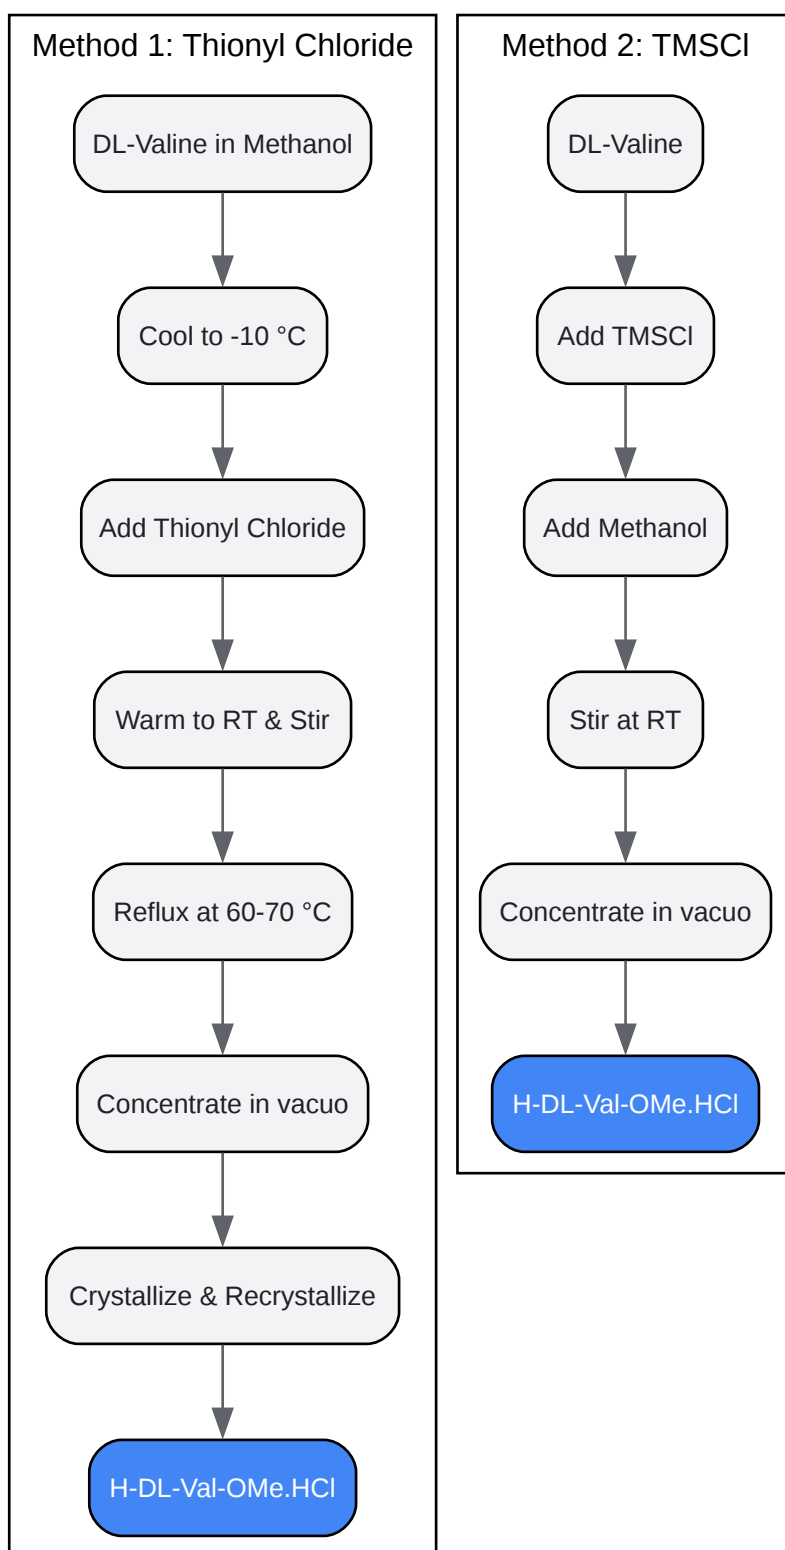 Method 1: Thionyl Chloride
DL-Valine in Methanol
Cool to -10 °C
Add Thionyl Chloride
Warm to RT & Stir
Reflux at 60-70 °C
Concentrate in vacuo
Crystallize & Recrystallize
H-DL-Val-OMe.HCl
Method 2: TMSCl
DL-Valine
Add TMSCl
Add Methanol
Stir at RT
Concentrate in vacuo
H-DL-Val-OMe.HCl